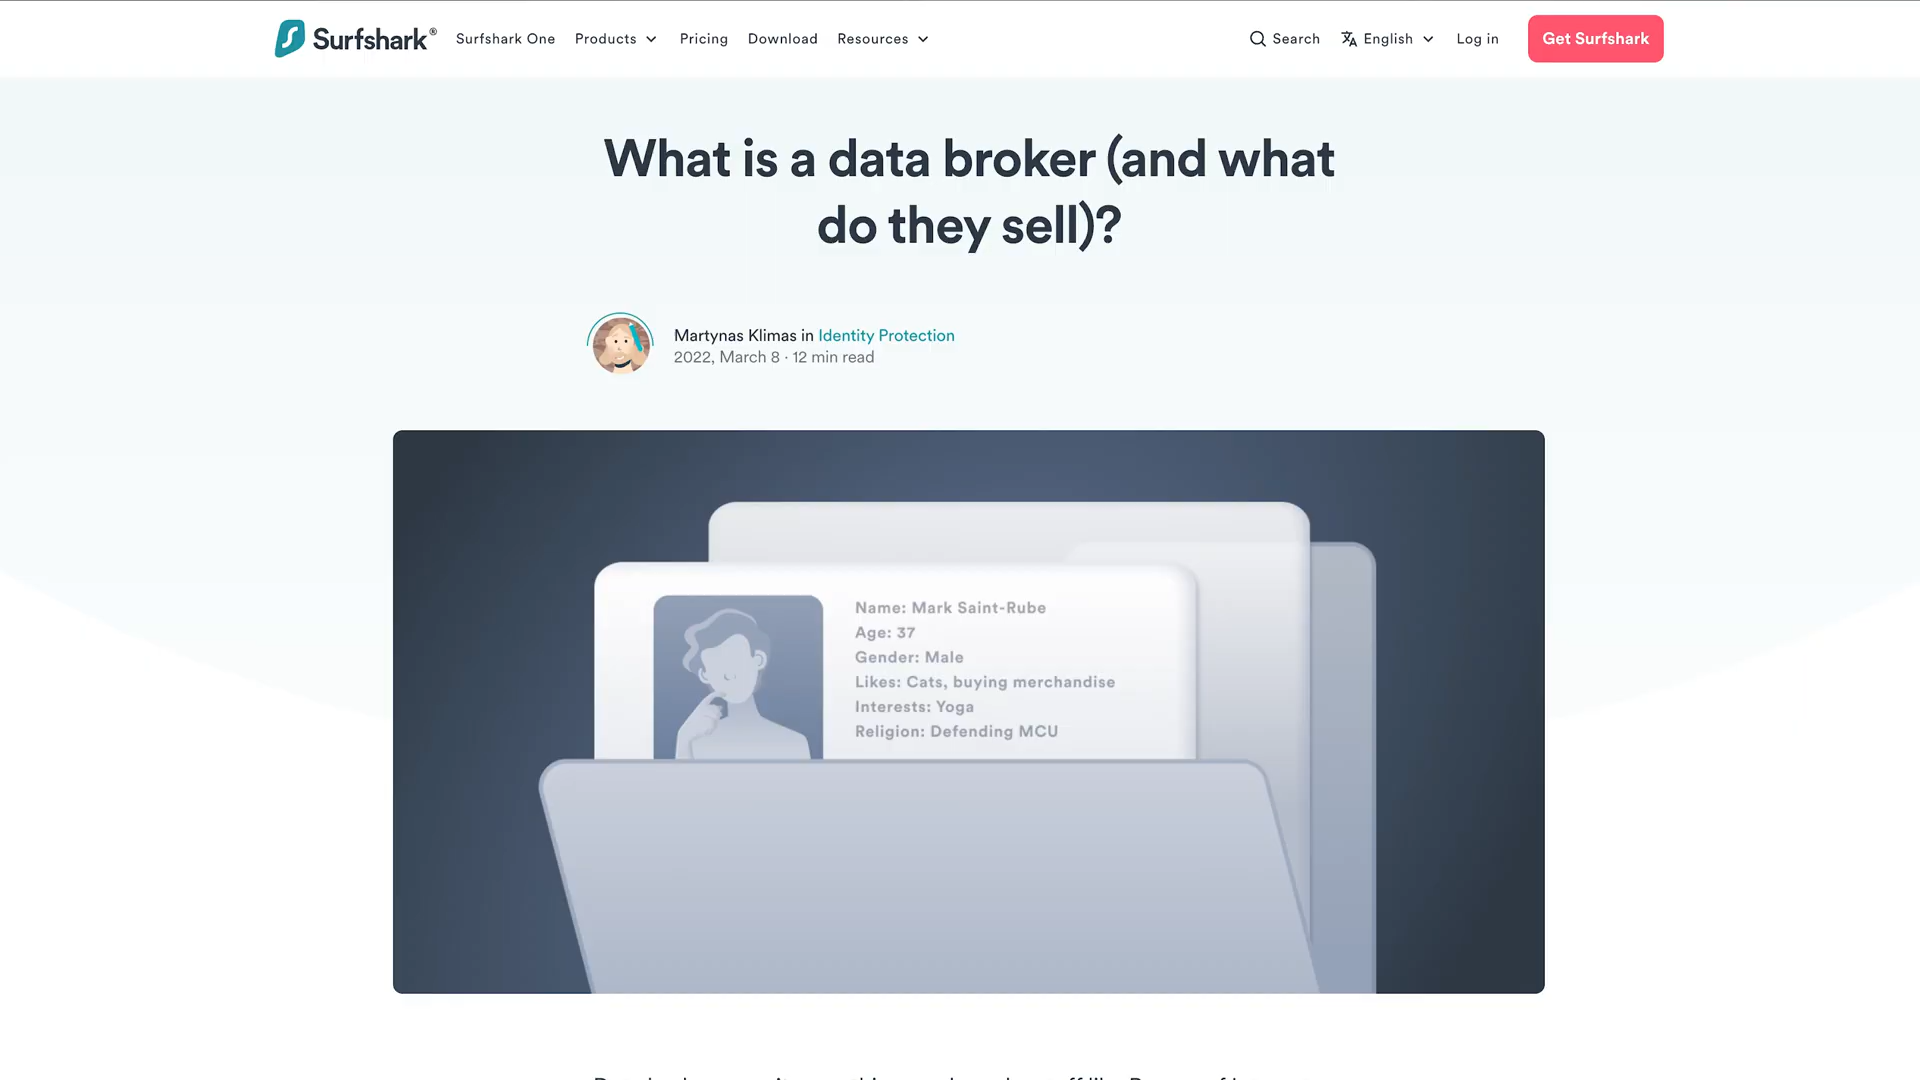 Surfshark®
Surfshark One
Products
Pricing
Download
Resources
Search
English
Log in
Get Surfshark
What is a data broker (and what
do they sell)?
Martynas Klimas in Identity Protection
2022, March 8 · 12 min read
Name: Mark Saint-Rube
Age: 37
Gender: Male
Likes: Cats, buying merchandise
Interests: Yoga
Religion: Defending MCU